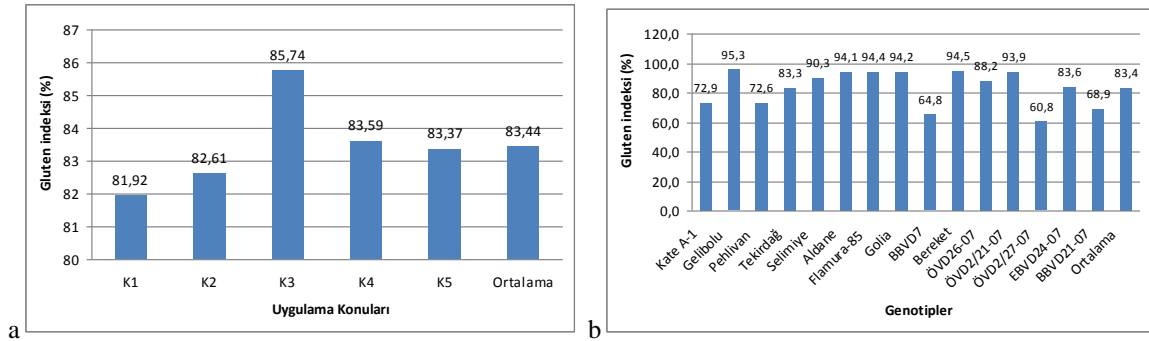 87
86
85
84
83
82
81
80
Gluten indeksi (%)
81,92
82,61
85,74
83,59
83,37
83,44
K1 K2 K3 K4 K5 Ortalama
Uygulama Konuları
a
120,0
100,0
80,0
60,0
40,0
20,0
0,0
Gluten indeksi (%)
72,9
95,3
72,6
83,3
90,3
94,1
94,4
94,2
64,8
94,5
88,2
93,9
60,8
83,6
68,9
83,4
Kate A-1
Gelibolu
Pehlivan
Tekirdağ
Selimiye
Aldane
Flamura-85
Golia
BBVD7
Bereket
ÖVD26-07
ÖVD2/21-07
ÖVD2/27-07
EBVD24-07
BBVD21-07
Ortalama
Genotipler
b